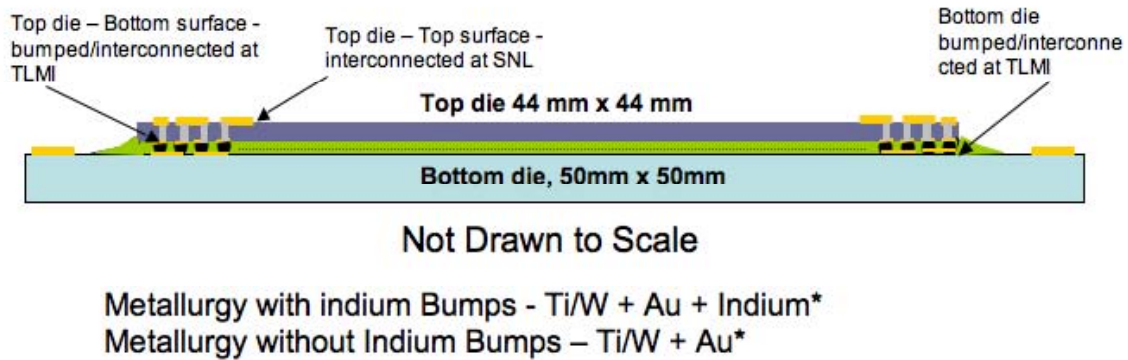 Top die – Bottom surface -
bumped/interconnected at
TLMI
Top die – Top surface -
interconnected at SNL
Bottom die
bumped/interconne
cted at TLMI
Top die 44 mm x 44 mm
Bottom die, 50mm x 50mm
Not Drawn to Scale
Metallurgy with indium Bumps - Ti/W + Au + Indium*
Metallurgy without Indium Bumps – Ti/W + Au*